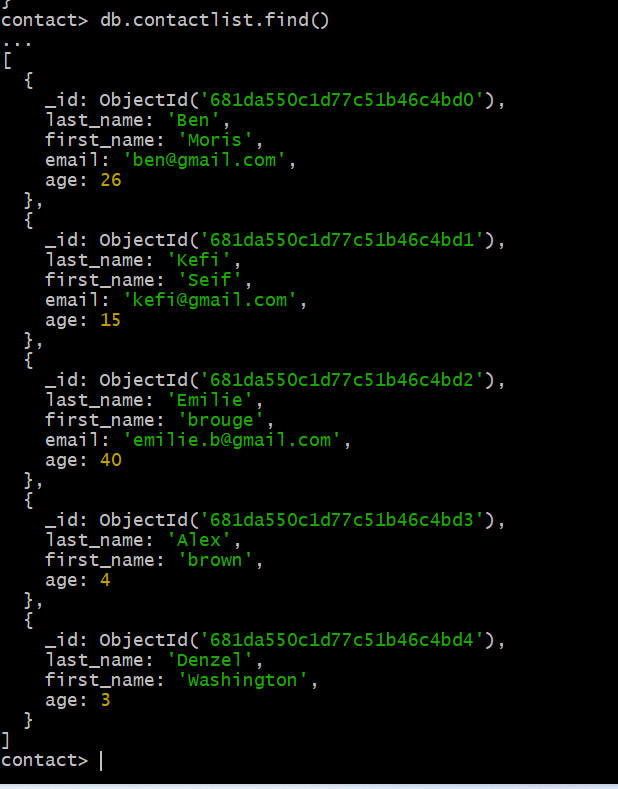 }
contact> db.contactlist.find()
...
[
  {
    _id: ObjectId('681da550c1d77c51b46c4bd0'),
    last_name: 'Ben',
    first_name: 'Moris',
    email: 'ben@gmail.com',
    age: 26
  },
  {
    _id: ObjectId('681da550c1d77c51b46c4bd1'),
    last_name: 'Kefi',
    first_name: 'Seif',
    email: 'kefi@gmail.com',
    age: 15
  },
  {
    _id: ObjectId('681da550c1d77c51b46c4bd2'),
    last_name: 'Emilie',
    first_name: 'brouge',
    email: 'emilie.b@gmail.com',
    age: 40
  },
  {
    _id: ObjectId('681da550c1d77c51b46c4bd3'),
    last_name: 'Alex',
    first_name: 'brown',
    age: 4
  },
  {
    _id: ObjectId('681da550c1d77c51b46c4bd4'),
    last_name: 'Denzel',
    first_name: 'Washington',
    age: 3
  }
]
contact>